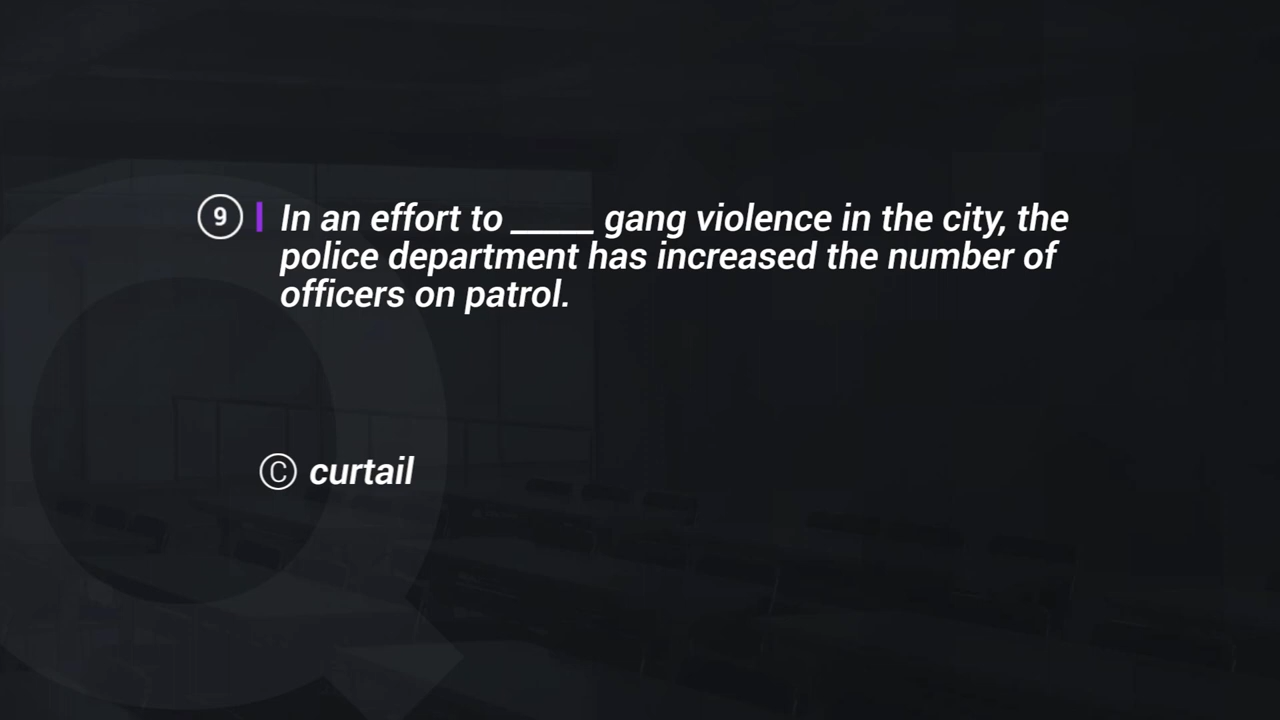 9 In an effort to _____ gang violence in the city, the
police department has increased the number of
officers on patrol.
C curtail